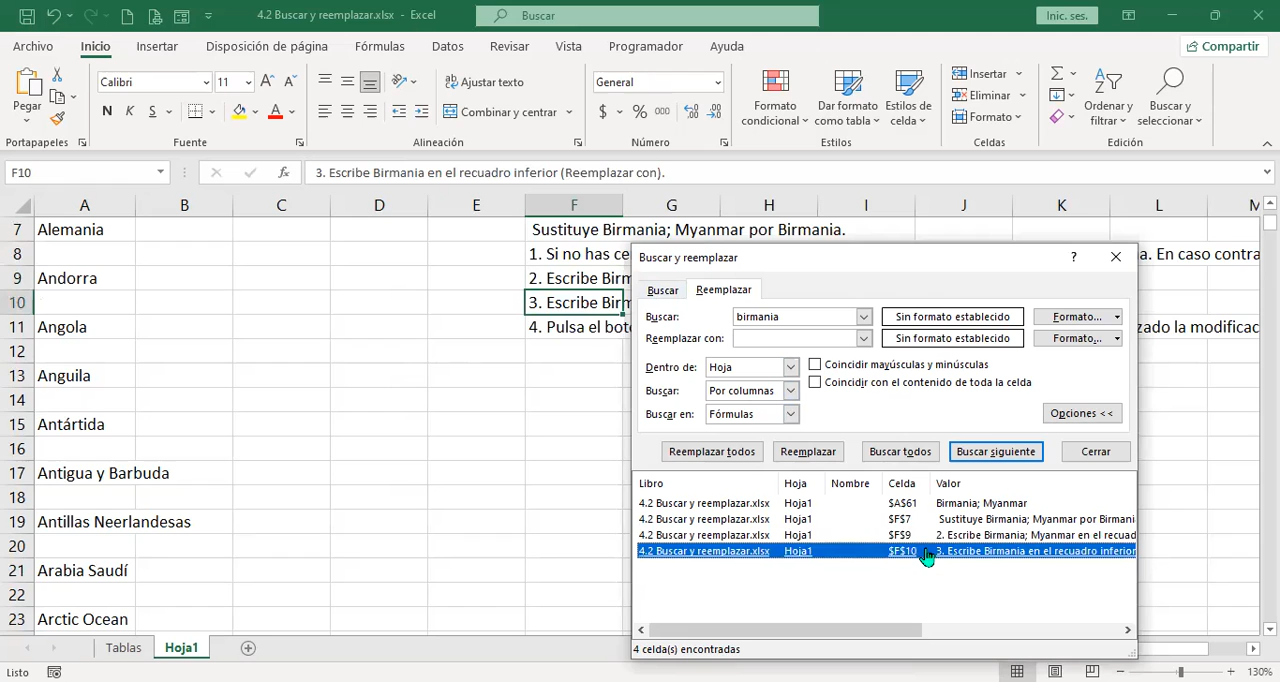 4.2 Buscar y reemplazar.xlsx - Excel
Buscar
Inic. ses.
Archivo Inicio Insertar Disposición de página Fórmulas Datos Revisar Vista Programador Ayuda
Compartir
Pegar
Portapapeles
Calibri 11
N K S
Fuente
Ajustar texto
Combinar y centrar
Alineación
General
$ % 000
Número
Formato condicional
Dar formato como tabla
Estilos de celda
Estilos
Insertar
Eliminar
Formato
Celdas
Ordenar y filtrar
Buscar y seleccionar
Edición
F10
fx
3. Escribe Birmania en el recuadro inferior (Reemplazar con).
A B C D E F G H I J K L M
7 Alemania Sustituye Birmania; Myanmar por Birmania.
8 1. Si no has ce a. En caso contra
9 Andorra 2. Escribe Birm
10 3. Escribe Birm
11 Angola 4. Pulsa el bot zado la modificac
12
13 Anguila
14
15 Antártida
16
17 Antigua y Barbuda
18
19 Antillas Neerlandesas
20
21 Arabia Saudí
22
23 Arctic Ocean
Buscar y reemplazar ?
Buscar Reemplazar
Buscar: birmania Sin formato establecido Formato...
Reemplazar con: Sin formato establecido Formato...
Dentro de: Hoja Coincidir mayúsculas y minúsculas
Buscar: Por columnas Coincidir con el contenido de toda la celda
Buscar en: Fórmulas Opciones <<
Reemplazar todos Reemplazar Buscar todos Buscar siguiente Cerrar
Libro Hoja Nombre Celda Valor
4.2 Buscar y reemplazar.xlsx Hoja1 $A$61 Birmania; Myanmar
4.2 Buscar y reemplazar.xlsx Hoja1 $F$7 Sustituye Birmania; Myanmar por Birmani
4.2 Buscar y reemplazar.xlsx Hoja1 $F$9 2. Escribe Birmania; Myanmar en el recuad
4.2 Buscar y reemplazar.xlsx Hoja1 $F$10 3. Escribe Birmania en el recuadro inferior
4 celda(s) encontradas
Tablas Hoja1
Listo
130%